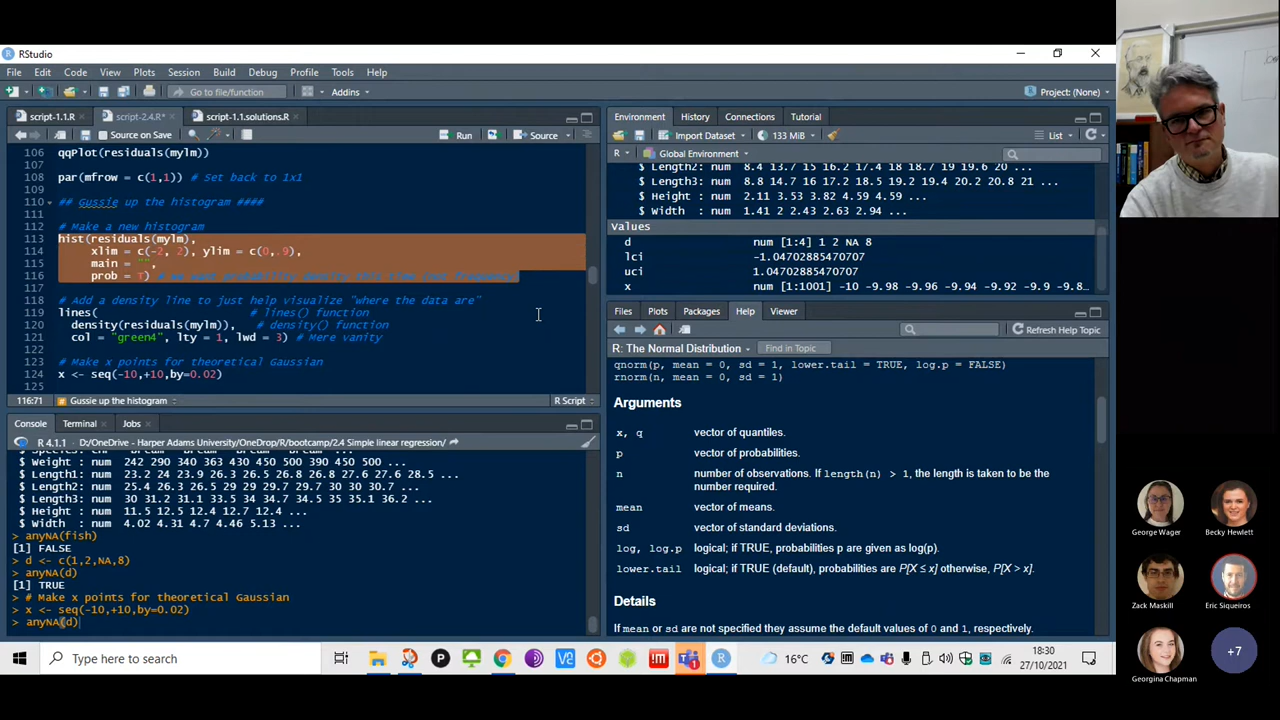 RStudio
File Edit Code View Plots Session Build Debug Profile Tools Help
Go to file/function Addins Project: (None)
script-1.1.R script-2.4.R* script-1.1.solutions.R
Source on Save Run Source
106 qqPlot(residuals(mylm))
107
108 par(mfrow = c(1,1)) # Set back to 1x1
109
110 ## Gussie up the histogram ####
111
112 # Make a new histogram
113 hist(residuals(mylm),
114 xlim = c(-2, 2), ylim = c(0,.9),
115 main = "",
116 prob = T) # We want probability density this time (not frequency)
117
118 # Add a density line to just help visualize "where the data are"
119 lines( # lines() function
120 density(residuals(mylm)), # density() function
121 col = "green4", lty = 1, lwd = 3) # Mere vanity
122
123 # Make x points for theoretical Gaussian
124 x <- seq(-10,+10,by=0.02)
125
116:71 Gussie up the histogram R Script
Console Terminal Jobs
R 4.1.1 · D:/OneDrive - Harper Adams University/OneDrop/R/bootcamp/2.4 Simple linear regression/
$ Weight : num 242 290 340 363 430 450 500 390 450 500 ...
$ Length1: num 23.2 24 23.9 26.3 26.5 26.8 26.8 27.6 27.6 28.5 ...
$ Length2: num 25.4 26.3 26.5 29 29 29.7 29.7 30 30 30.7 ...
$ Length3: num 30 31.2 31.1 33.5 34 34.7 34.5 35 35.1 36.2 ...
$ Height : num 11.5 12.5 12.4 12.7 12.4 ...
$ Width : num 4.02 4.31 4.7 4.46 5.13 ...
> anyNA(fish)
[1] FALSE
> d <- c(1,2,NA,8)
> anyNA(d)
[1] TRUE
> # Make x points for theoretical Gaussian
> x <- seq(-10,+10,by=0.02)
> anyNA(d)
Environment History Connections Tutorial
Import Dataset 133 MiB List
R Global Environment
$ Length2: num 8.4 13.7 15 16.2 17.4 18 18.7 19 19.6 20 ...
$ Length3: num 8.8 14.7 16 17.2 18.5 19.2 19.4 20.2 20.8 21 ...
$ Height : num 2.11 3.53 3.82 4.59 4.59 ...
$ Width : num 1.41 2 2.43 2.63 2.94 ...
Values
d num [1:4] 1 2 NA 8
lci -1.04702885470707
uci 1.04702885470707
x num [1:1001] -10 -9.98 -9.96 -9.94 -9.92 -9.9 -9.8…
Files Plots Packages Help Viewer
Refresh Help Topic
R: The Normal Distribution Find in Topic
qnorm(p, mean = 0, sd = 1, lower.tail = TRUE, log.p = FALSE)
rnorm(n, mean = 0, sd = 1)
Arguments
x, q vector of quantiles.
p vector of probabilities.
n number of observations. If length(n) > 1, the length is taken to be the
number required.
mean vector of means.
sd vector of standard deviations.
log, log.p logical; if TRUE, probabilities p are given as log(p).
lower.tail logical; if TRUE (default), probabilities are P[X ≤ x] otherwise, P[X > x].
Details
If mean or sd are not specified they assume the default values of 0 and 1, respectively.
Type here to search
16°C
18:30
27/10/2021
George Wager Becky Hewlett
Zack Maskill Eric Siqueiros
Georgina Chapman
+7